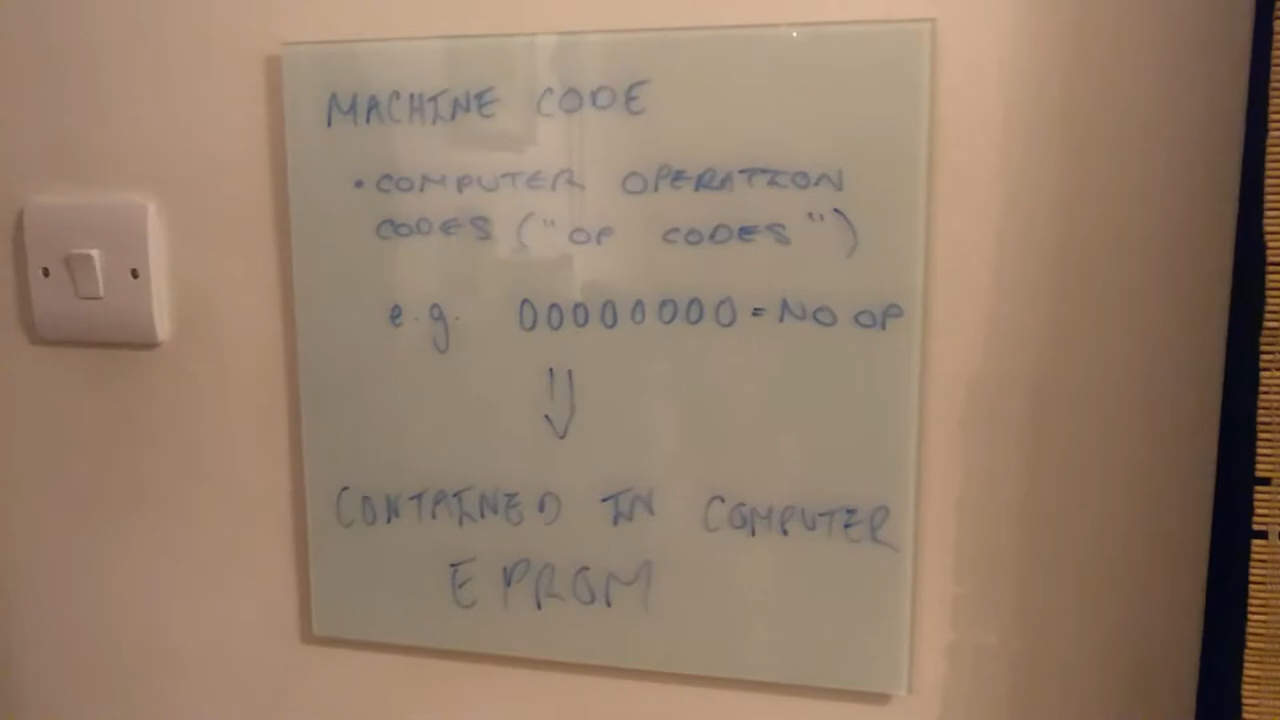 MACHINE CODE
• COMPUTER OPERATION
CODES ("OP CODES")
e.g. 00000000 = NO OP
⇓
CONTAINED IN COMPUTER
EPROM